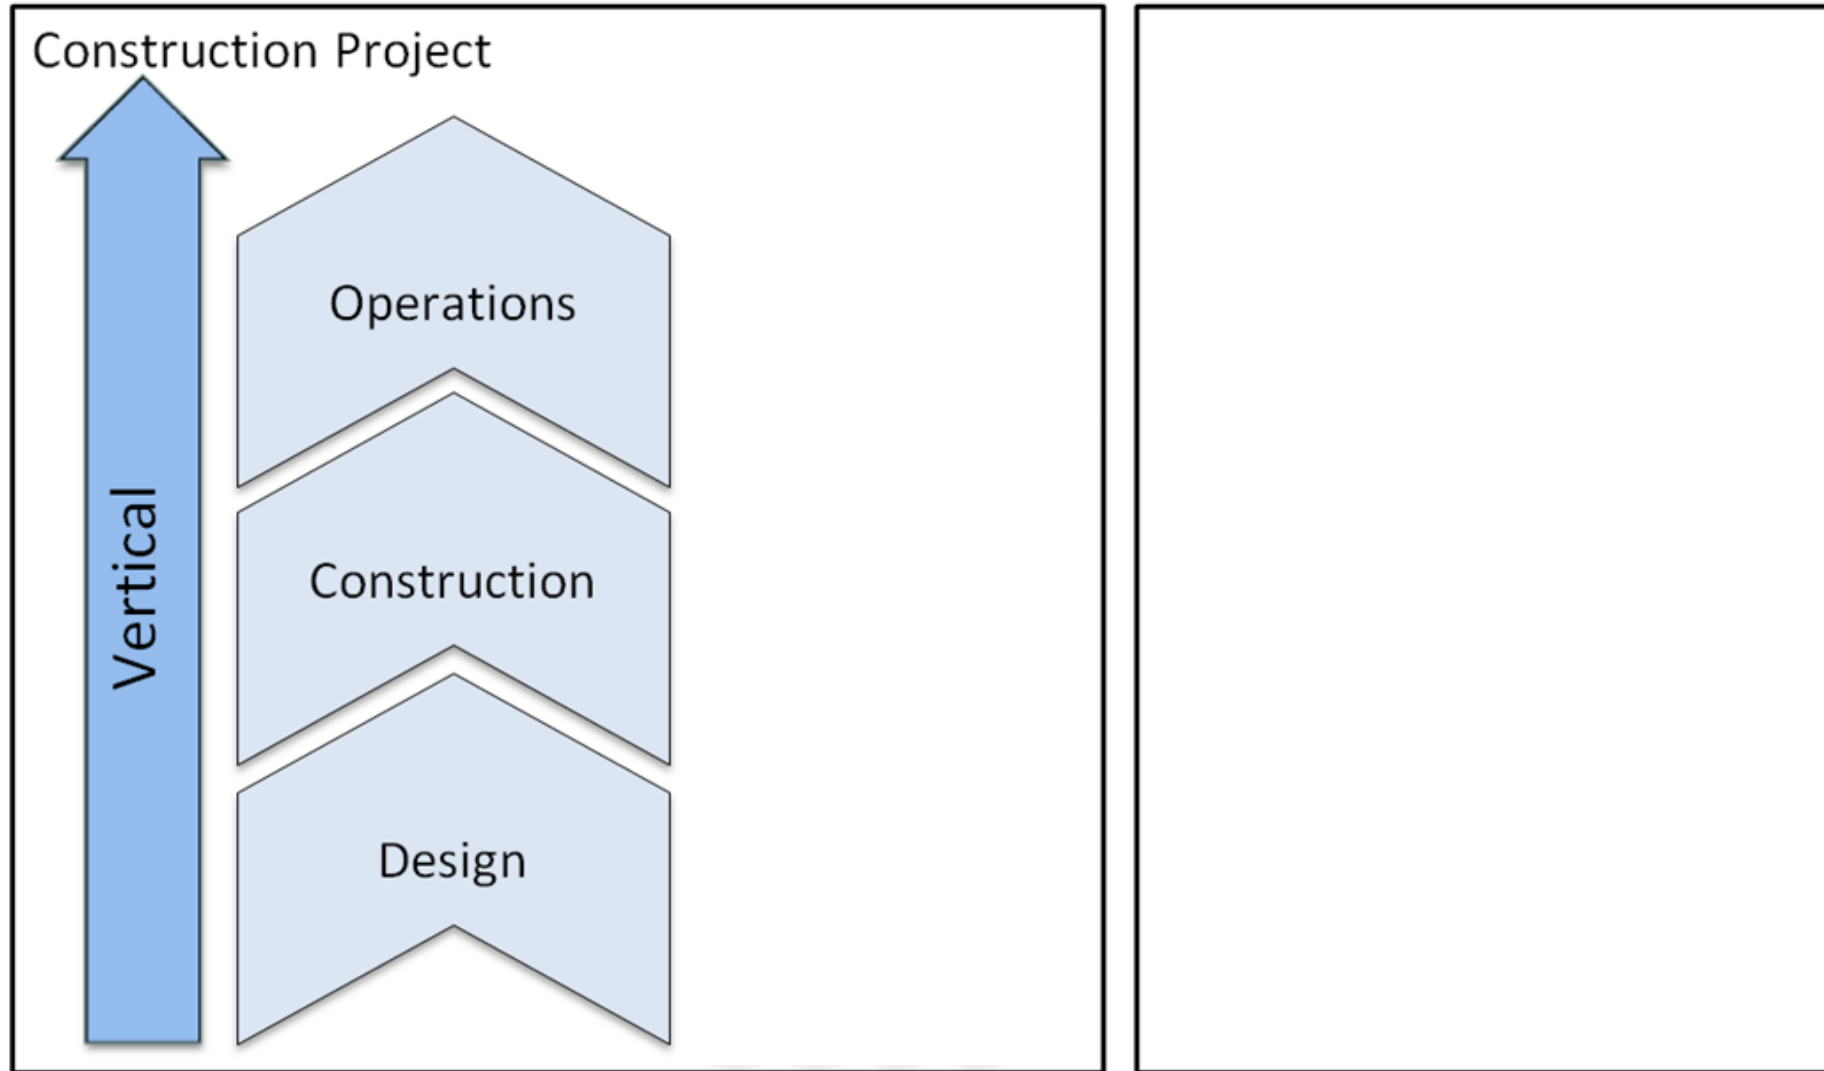 Construction Project
Vertical
Operations
Construction
Design